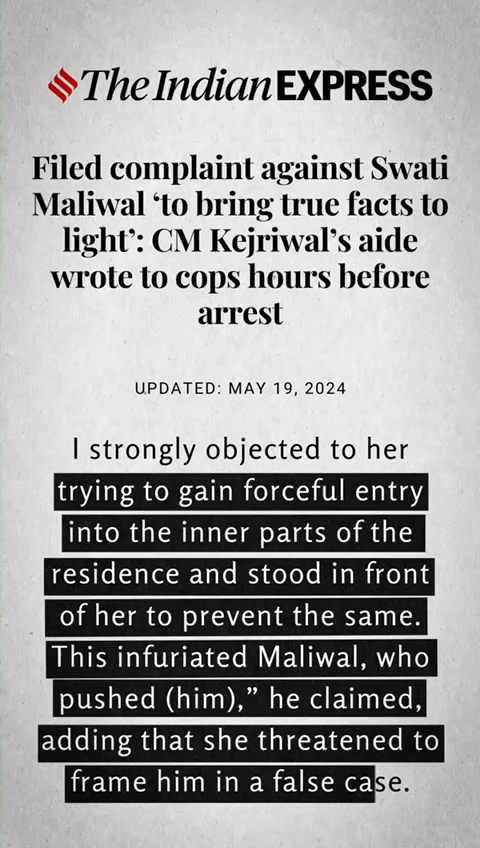 The Indian EXPRESS
Filed complaint against Swati
Maliwal ‘to bring true facts to
light’: CM Kejriwal’s aide
wrote to cops hours before
arrest
UPDATED: MAY 19, 2024
I strongly objected to her
trying to gain forceful entry
into the inner parts of the
residence and stood in front
of her to prevent the same.
This infuriated Maliwal, who
pushed (him),” he claimed,
adding that she threatened to
frame him in a false case.